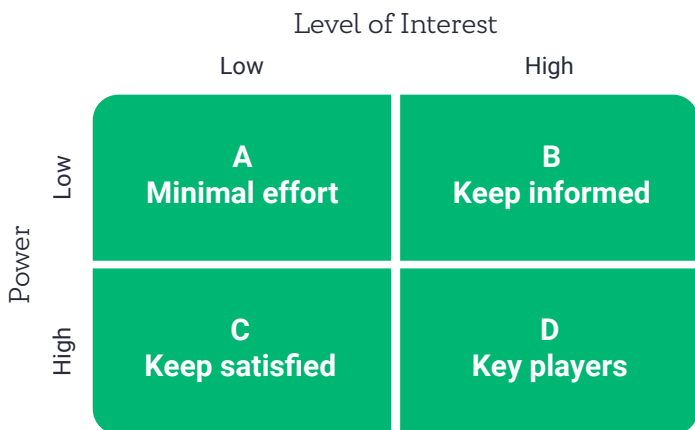 Level of Interest
Low
High
Power
Low
A
Minimal effort
B
Keep informed
High
C
Keep satisfied
D
Key players